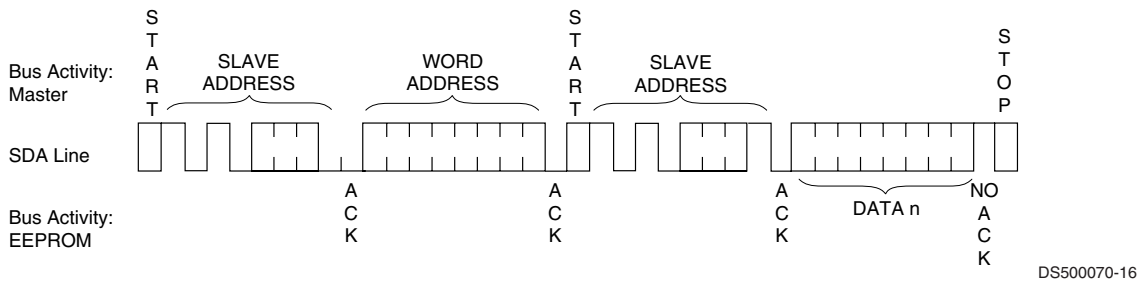 START
START
STOP
Bus Activity:
Master
SLAVE
ADDRESS
WORD
ADDRESS
SLAVE
ADDRESS
SDA Line
Bus Activity:
EEPROM
ACK
ACK
ACK
DATA n
NO
ACK
DS500070-16